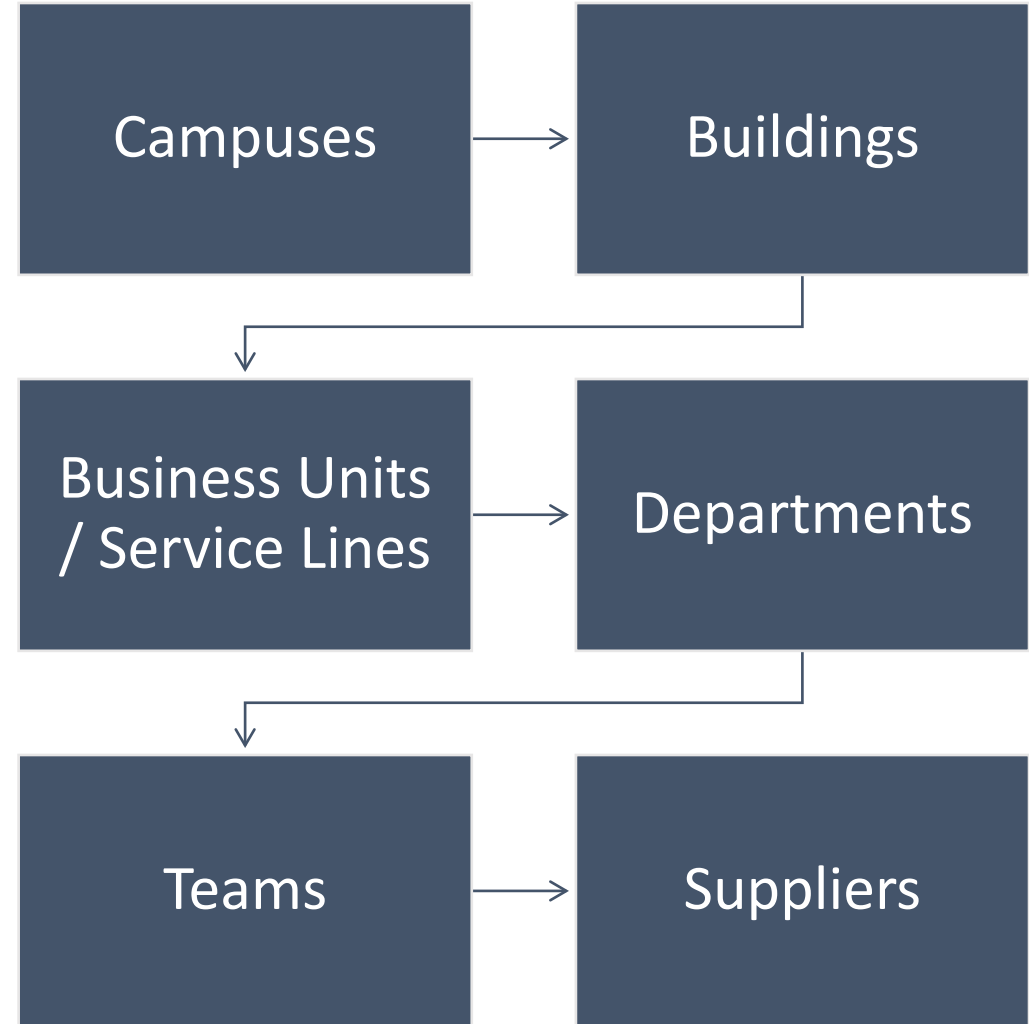 Campuses
Buildings
Business Units
/ Service Lines
Departments
Teams
Suppliers